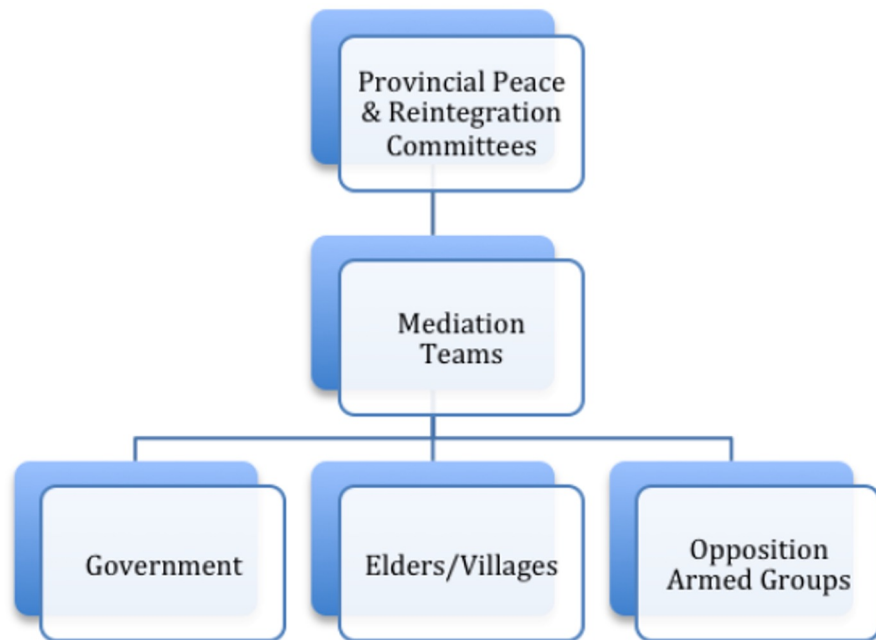 Provincial Peace
& Reintegration
Committees
Mediation
Teams
Government
Elders/Villages
Opposition
Armed Groups